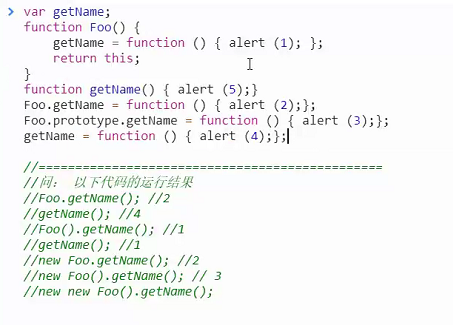 var getName;
function Foo() {
    getName = function () { alert (1); };
    return this;
}
function getName() { alert (5);}
Foo.getName = function () { alert (2);};
Foo.prototype.getName = function () { alert (3);};
getName = function () { alert (4);};
//===============================================
//问： 以下代码的运行结果
//Foo.getName(); //2
//getName(); //4
//Foo().getName(); //1
//getName(); //1
//new Foo.getName(); //2
//new Foo().getName(); // 3
//new new Foo().getName();